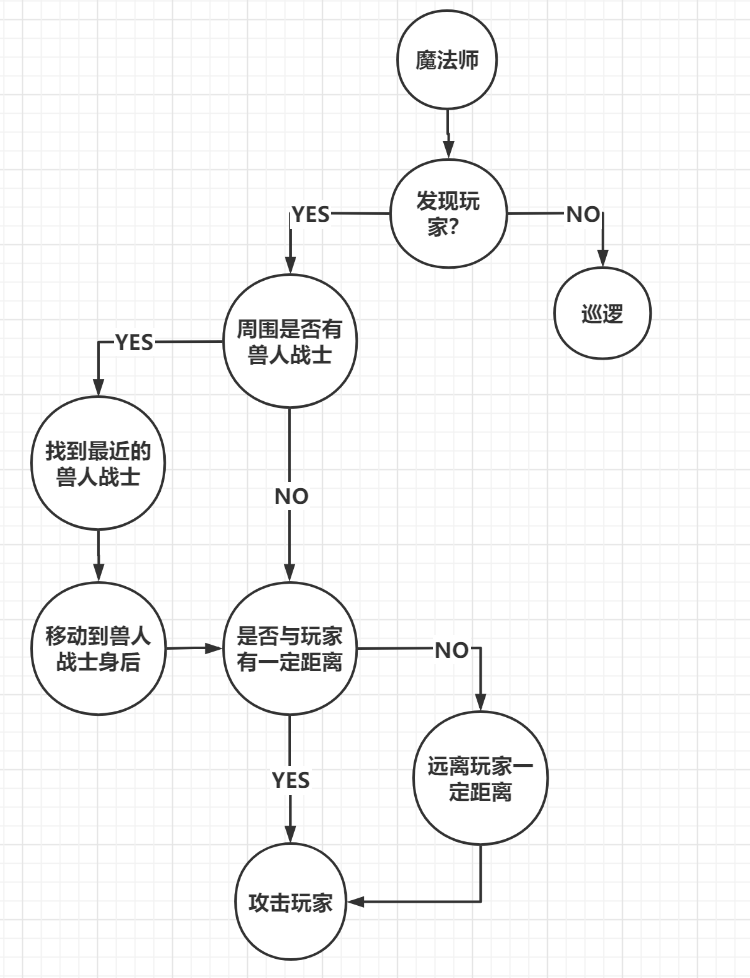 魔法师
发现玩
家?
YES
NO
巡逻
周围是否有
兽人战士
YES
找到最近的
兽人战士
NO
移动到兽人
战士身后
是否与玩家
有一定距离
NO
YES
远离玩家一
定距离
攻击玩家